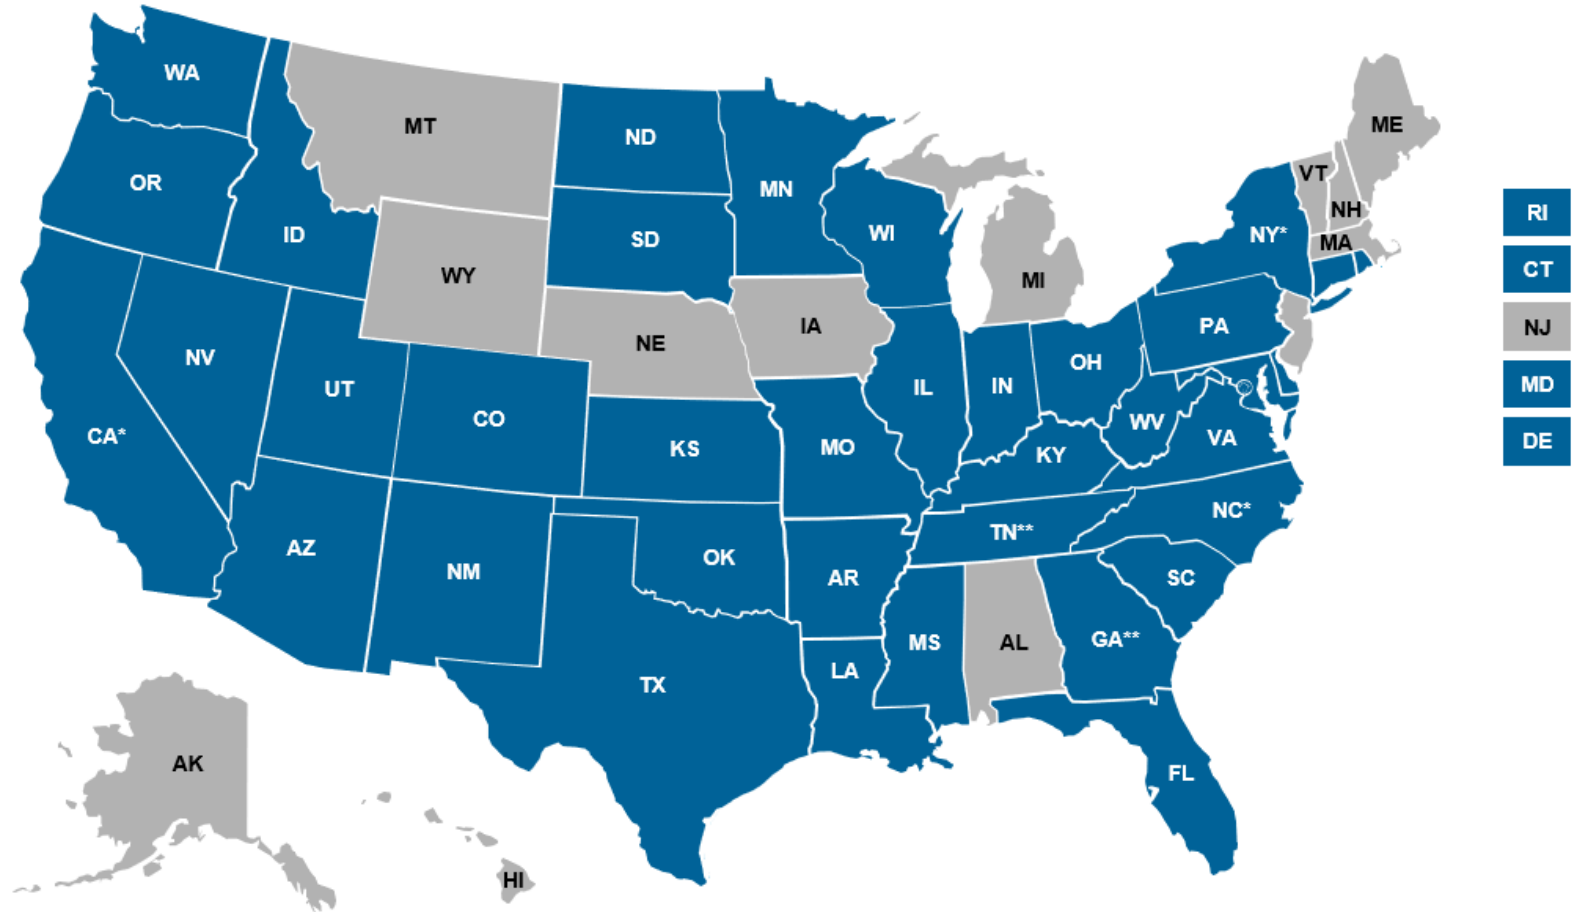 WA
MT
ME
ND
VT
OR
MN
NH
RI
ID
SD
WI
NY*
MA
WY
CT
MI
IA
PA
NJ
NE
NV
OH
UT
IL
IN
MD
CO
WV
CA*
KS
MO
KY
VA
DE
NC*
TN**
AZ
OK
NM
AR
SC
MS
AL
GA**
LA
TX
AK
FL
HI